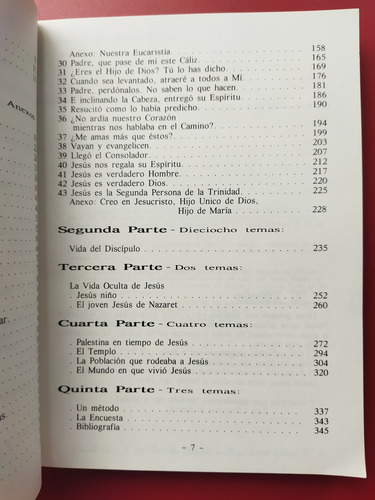 Anexo: Nuestra Eucaristía. 158
30 Padre, que pase de mi este Cáliz 165
31 ¿Eres el Hijo de Dios? Tú lo has dicho. 169
32 Cuando sea levantado, atraeré a todos a Mí. 176
33 Padre, perdónalos. No saben lo que hacen 181
34 E inclinando la Cabeza, entregó su Espíritu. 186
35 Resucitó como lo había predicho. 190
36 ¿No ardía nuestro Corazón
mientras nos hablaba en el Camino? 194
37 ¿Me amas más que éstos? 199
38 Vayan y evangelicen 203
39 Llegó el Consolador 207
40 Jesús nos regala su Espíritu 212
41 Jesús es verdadero Hombre. 217
42 Jesús es verdadero Dios. 220
43 Jesús es la Segunda Persona de la Trinidad 225
Anexo: Creo en Jesucristo, Hijo Unico de Dios,
Hijo de María 228
Segunda Parte - Dieciocho temas:
Vida del Discípulo 235
Tercera Parte - Dos temas:
La Vida Oculta de Jesús
. Jesús niño 252
. El joven Jesús de Nazaret 260
Cuarta Parte - Cuatro temas:
. Palestina en tiempo de Jesús 272
. El Templo 294
. La Población que rodeaba a Jesús 304
. El Mundo en que vivió Jesús 320
Quinta Parte - Tres temas:
. Un método 337
. La Encuesta 343
. Bibliografía 345
- 7 -
Anexos
ar.
s.